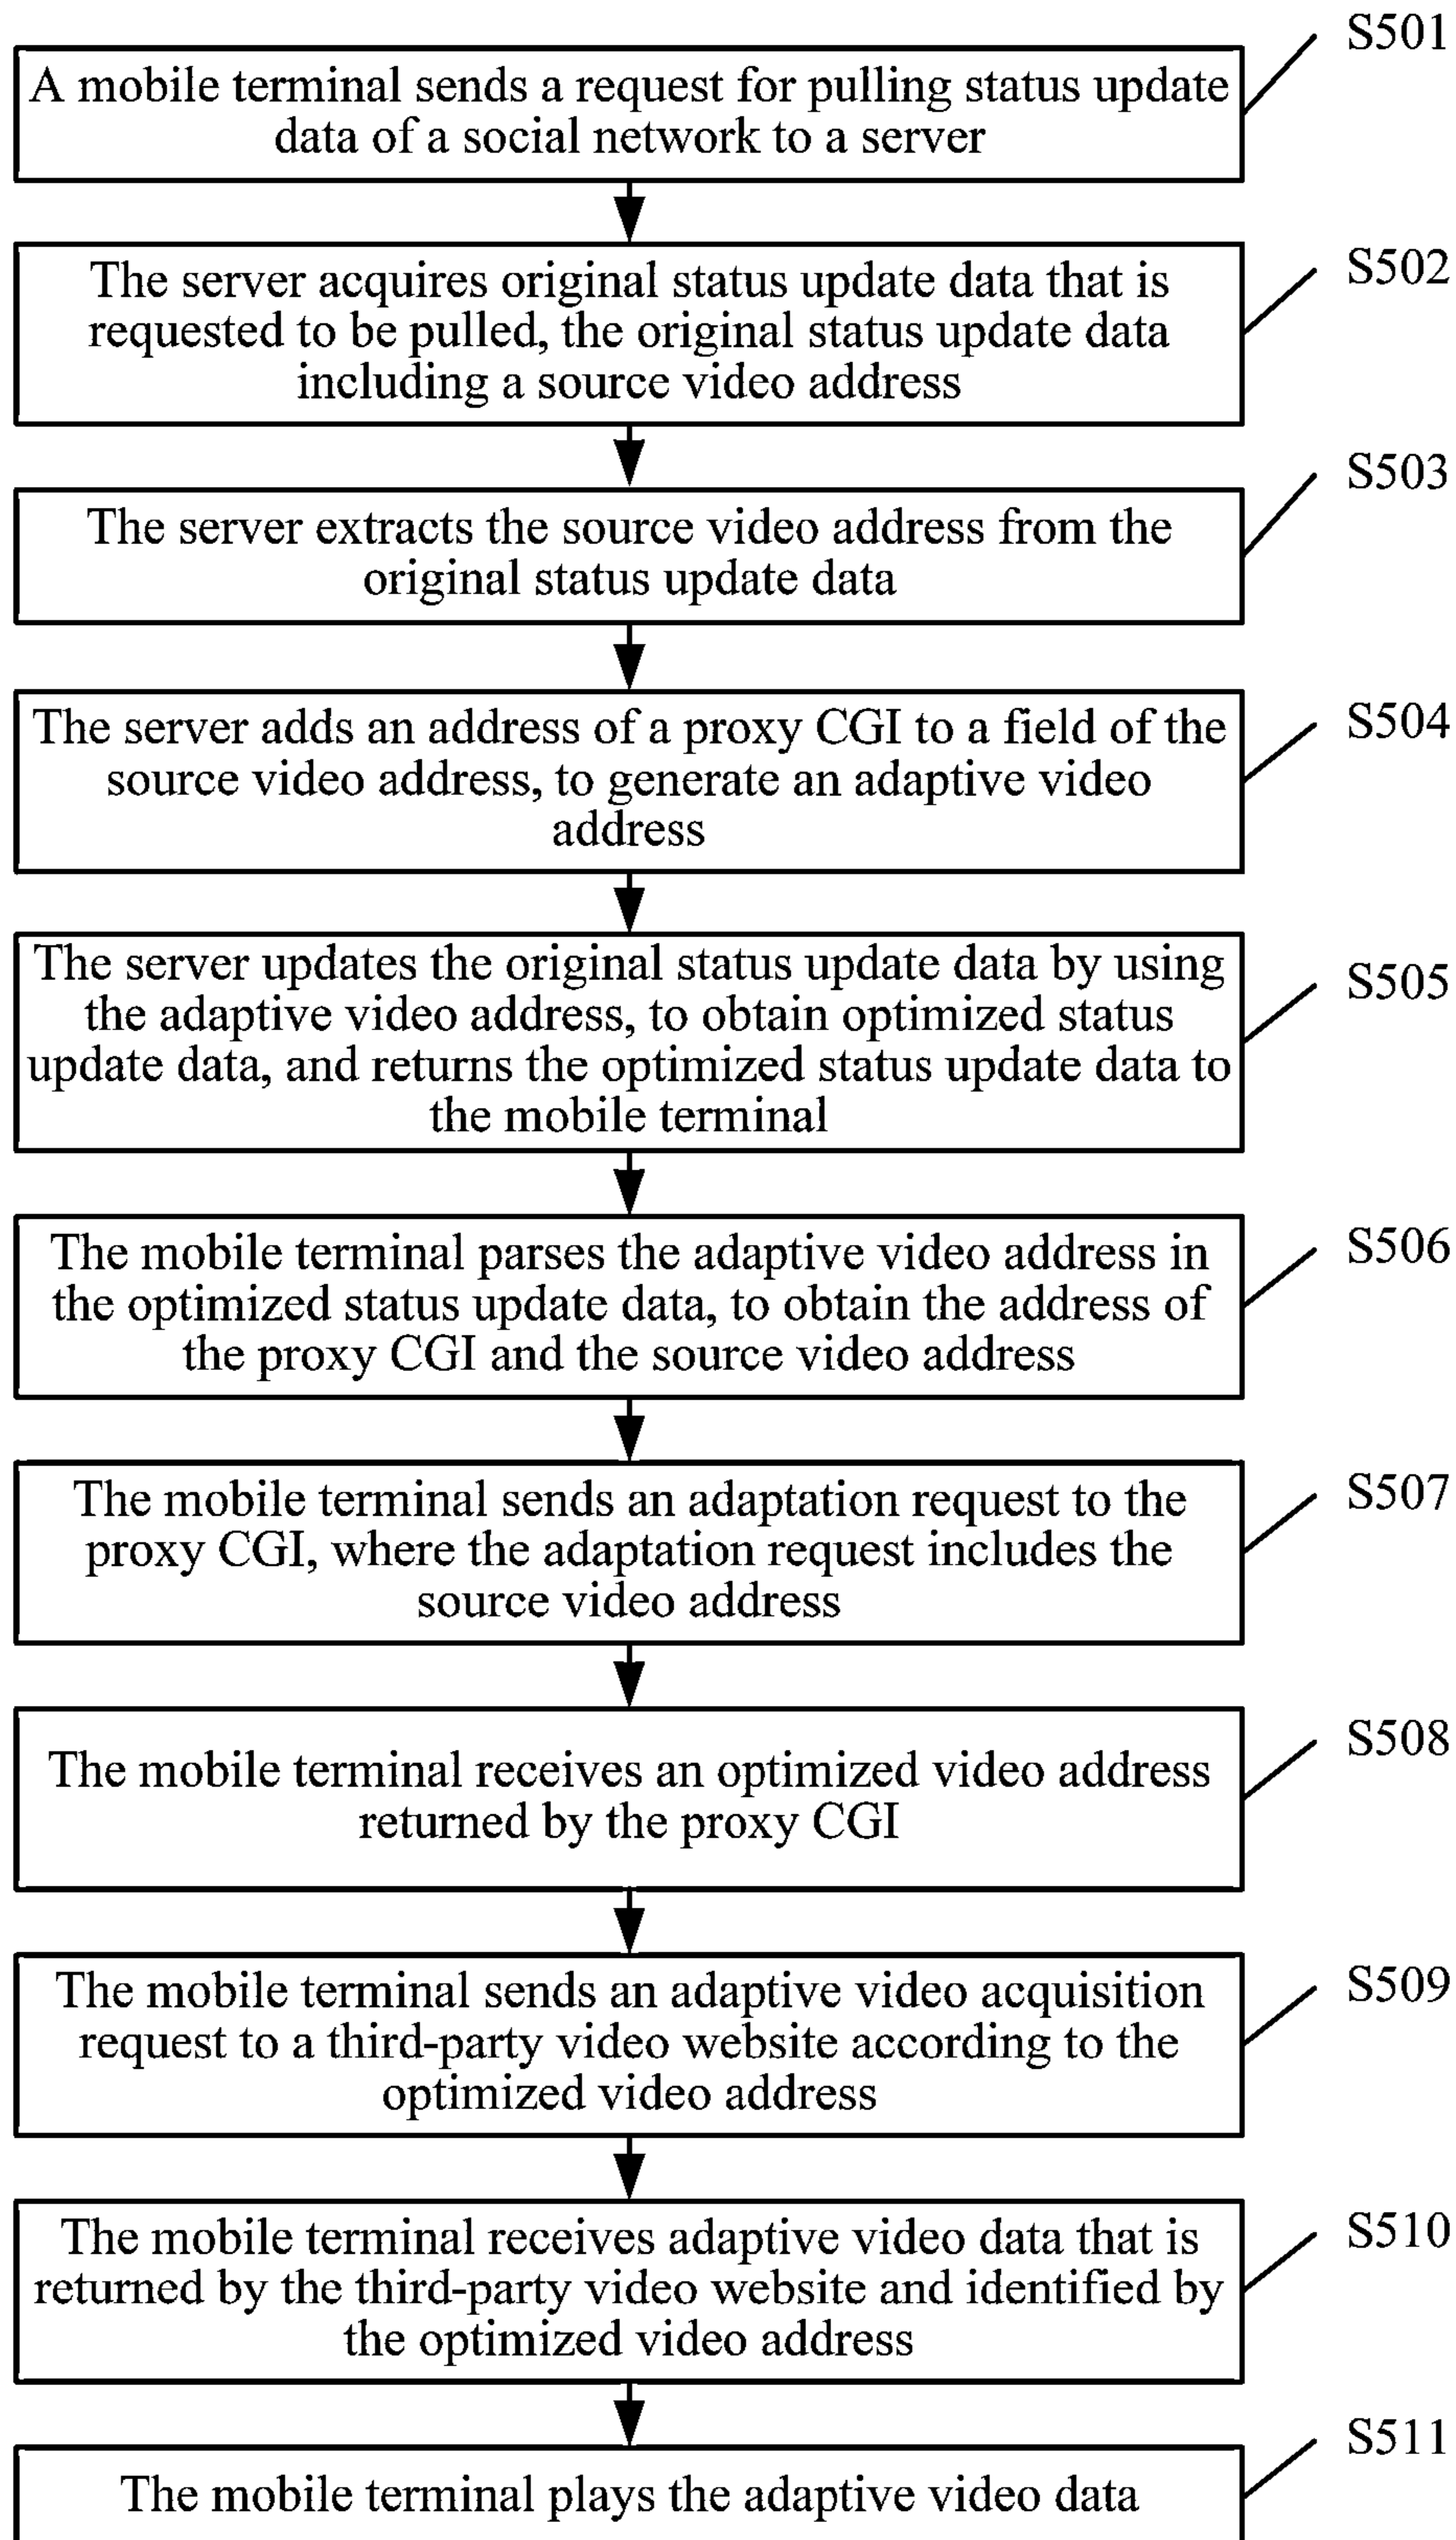 S501
A mobile terminal sends a request for pulling status update
data of a social network to a server
S502
The server acquires original status update data that is
requested to be pulled, the original status update data
including a source video address
S503
The server extracts the source video address from the
original status update data
S504
The server adds an address of a proxy CGI to a field of the
source video address, to generate an adaptive video
address
S505
The server updates the original status update data by using
the adaptive video address, to obtain optimized status
update data, and returns the optimized status update data to
the mobile terminal
S506
The mobile terminal parses the adaptive video address in
the optimized status update data, to obtain the address of
the proxy CGI and the source video address
S507
The mobile terminal sends an adaptation request to the
proxy CGI, where the adaptation request includes the
source video address
S508
The mobile terminal receives an optimized video address
returned by the proxy CGI
S509
The mobile terminal sends an adaptive video acquisition
request to a third-party video website according to the
optimized video address
S510
The mobile terminal receives adaptive video data that is
returned by the third-party video website and identified by
the optimized video address
S511
The mobile terminal plays the adaptive video data